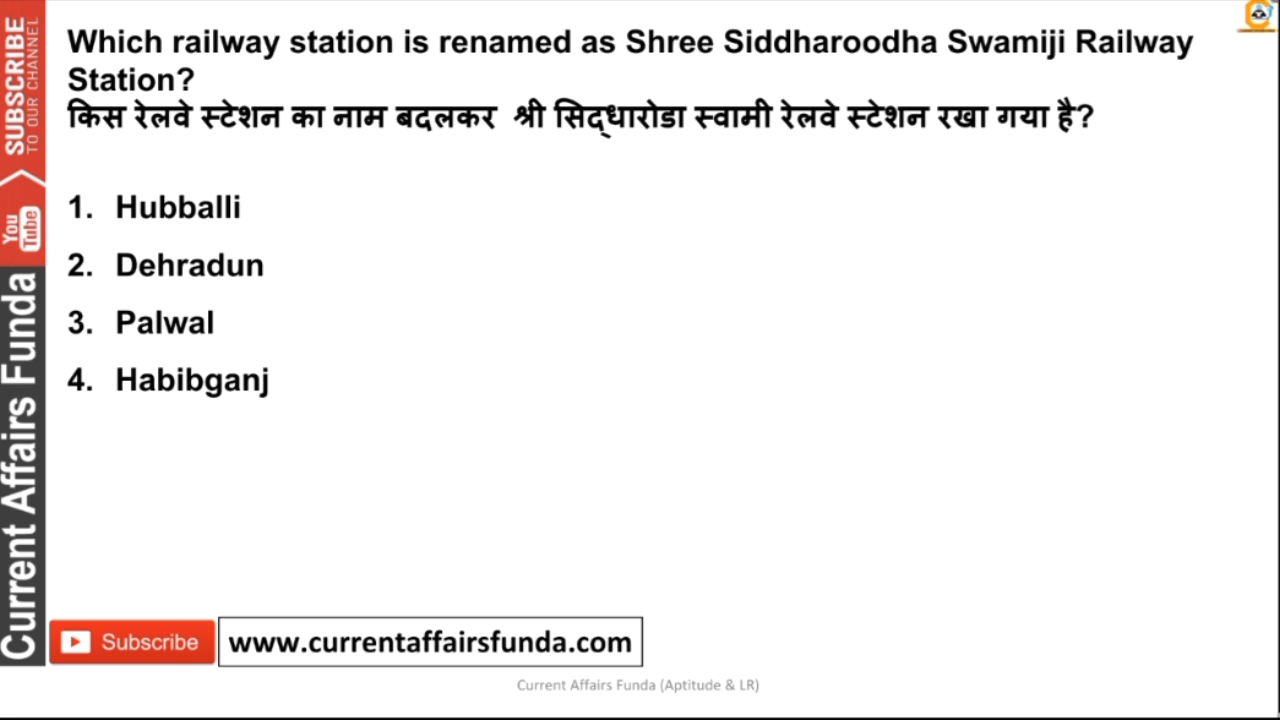 Which railway station is renamed as Shree Siddharoodha Swamiji Railway
Station?
किस रेलवे स्टेशन का नाम बदलकर श्री सिद्धारोडा स्वामी रेलवे स्टेशन रखा गया है?
1. Hubballi
2. Dehradun
3. Palwal
4. Habibganj
SUBSCRIBE
TO OUR CHANNEL
You
Tube
Current Affairs Funda
Subscribe
www.currentaffairsfunda.com
Current Affairs Funda (Aptitude & LR)